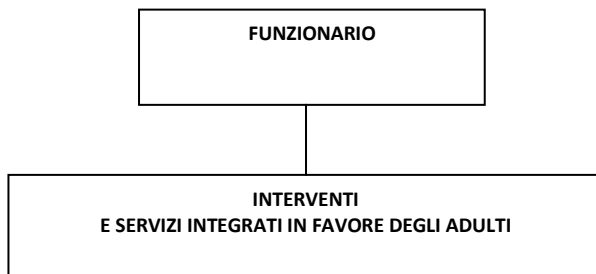 FUNZIONARIO
INTERVENTI
E SERVIZI INTEGRATI IN FAVORE DEGLI ADULTI